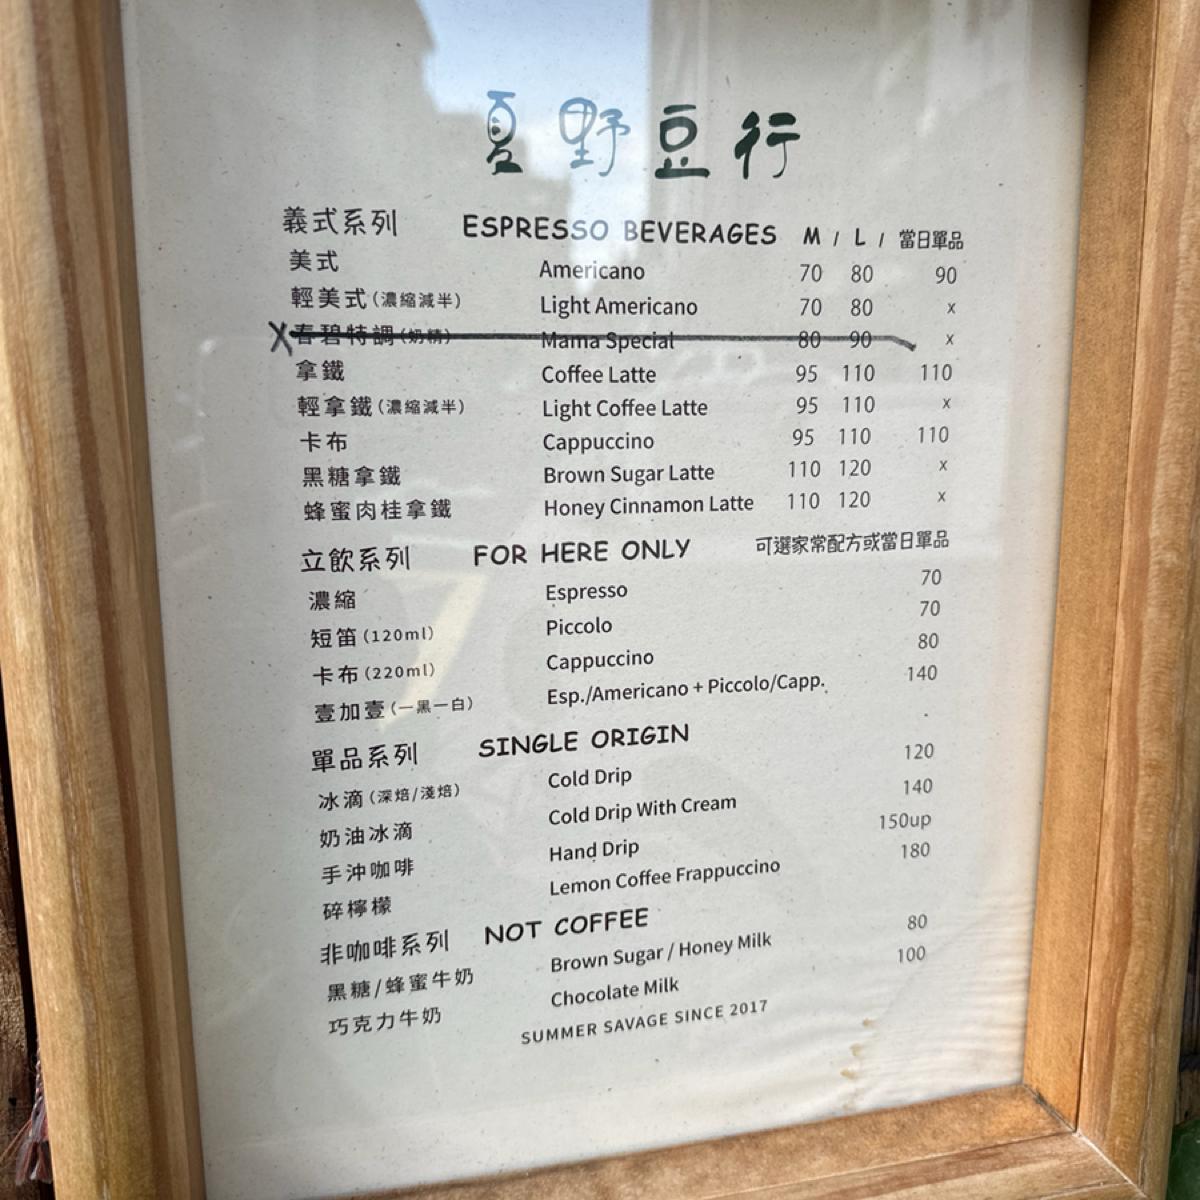 夏野豆行
義式系列 ESPRESSO BEVERAGES M / L / 當日單品
美式 Americano 70 80 90
輕美式(濃縮減半) Light Americano 70 80 x
X春碧特調(奶精) Mama Special 80 90 x
拿鐵 Coffee Latte 95 110 110
輕拿鐵(濃縮減半) Light Coffee Latte 95 110 x
卡布 Cappuccino 95 110 110
黑糖拿鐵 Brown Sugar Latte 110 120 x
蜂蜜肉桂拿鐵 Honey Cinnamon Latte 110 120 x
立飲系列 FOR HERE ONLY 可選家常配方或當日單品
濃縮 Espresso 70
短笛(120ml) Piccolo 70
卡布(220ml) Cappuccino 80
壹加壹(一黑一白) Esp./Americano + Piccolo/Capp. 140
單品系列 SINGLE ORIGIN
冰滴(深焙/淺焙) Cold Drip 120
奶油冰滴 Cold Drip With Cream 140
手沖咖啡 Hand Drip 150up
碎檸檬 Lemon Coffee Frappuccino 180
非咖啡系列 NOT COFFEE
黑糖/蜂蜜牛奶 Brown Sugar / Honey Milk 80
巧克力牛奶 Chocolate Milk 100
SUMMER SAVAGE SINCE 2017